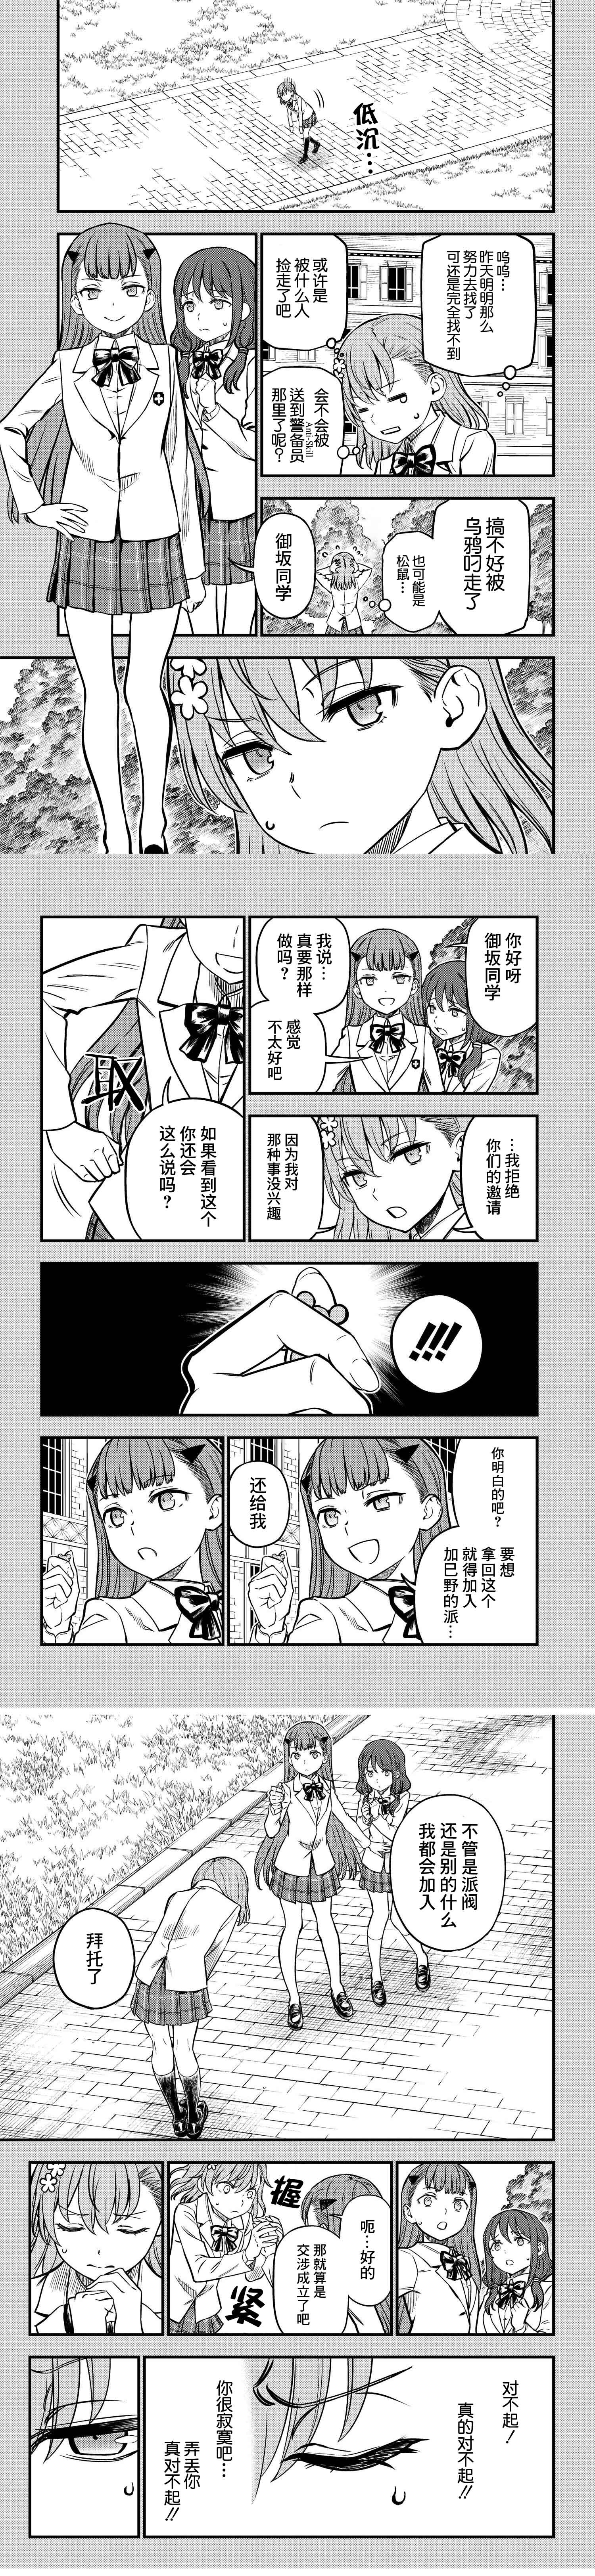 低沉…
呜呜…
昨天明明那么
努力去找了
可还是完全找不到
或许是
被什么人
捡走了吧
会不会被
送到警备员
Anti-Skill
那里了呢？
搞不好被
乌鸦叼走了
也可能是
松鼠…
御坂同学
你好呀
御坂同学
我说…
真要那样
做吗？
感觉
不太好吧
…我拒绝
你们的邀请
因为我对
那种事没兴趣
取
如果看到这个
你还会
这么说吗？
!!!
你明白的吧？
要想
拿回这个
就得加入
加巳野的派…
还给我
不管是派阀
还是别的什么
我都会加入
拜托了
呃…好的
那就算是
交涉成立了吧
握
紧
对不起！
真的对不起!!
你很寂寞吧…
弄丢你
真对不起!!